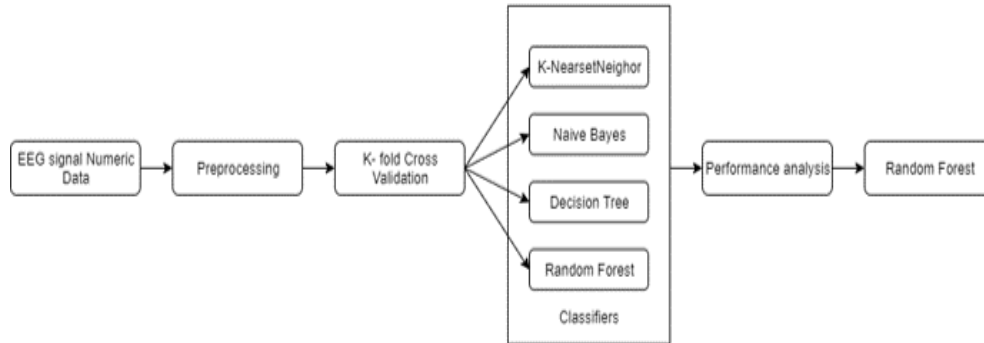 EEG signal Numeric
Data
Preprocessing
K- fold Cross
Validation
K-NearsetNeighor
Naive Bayes
Decision Tree
Random Forest
Classifiers
Performance analysis
Random Forest